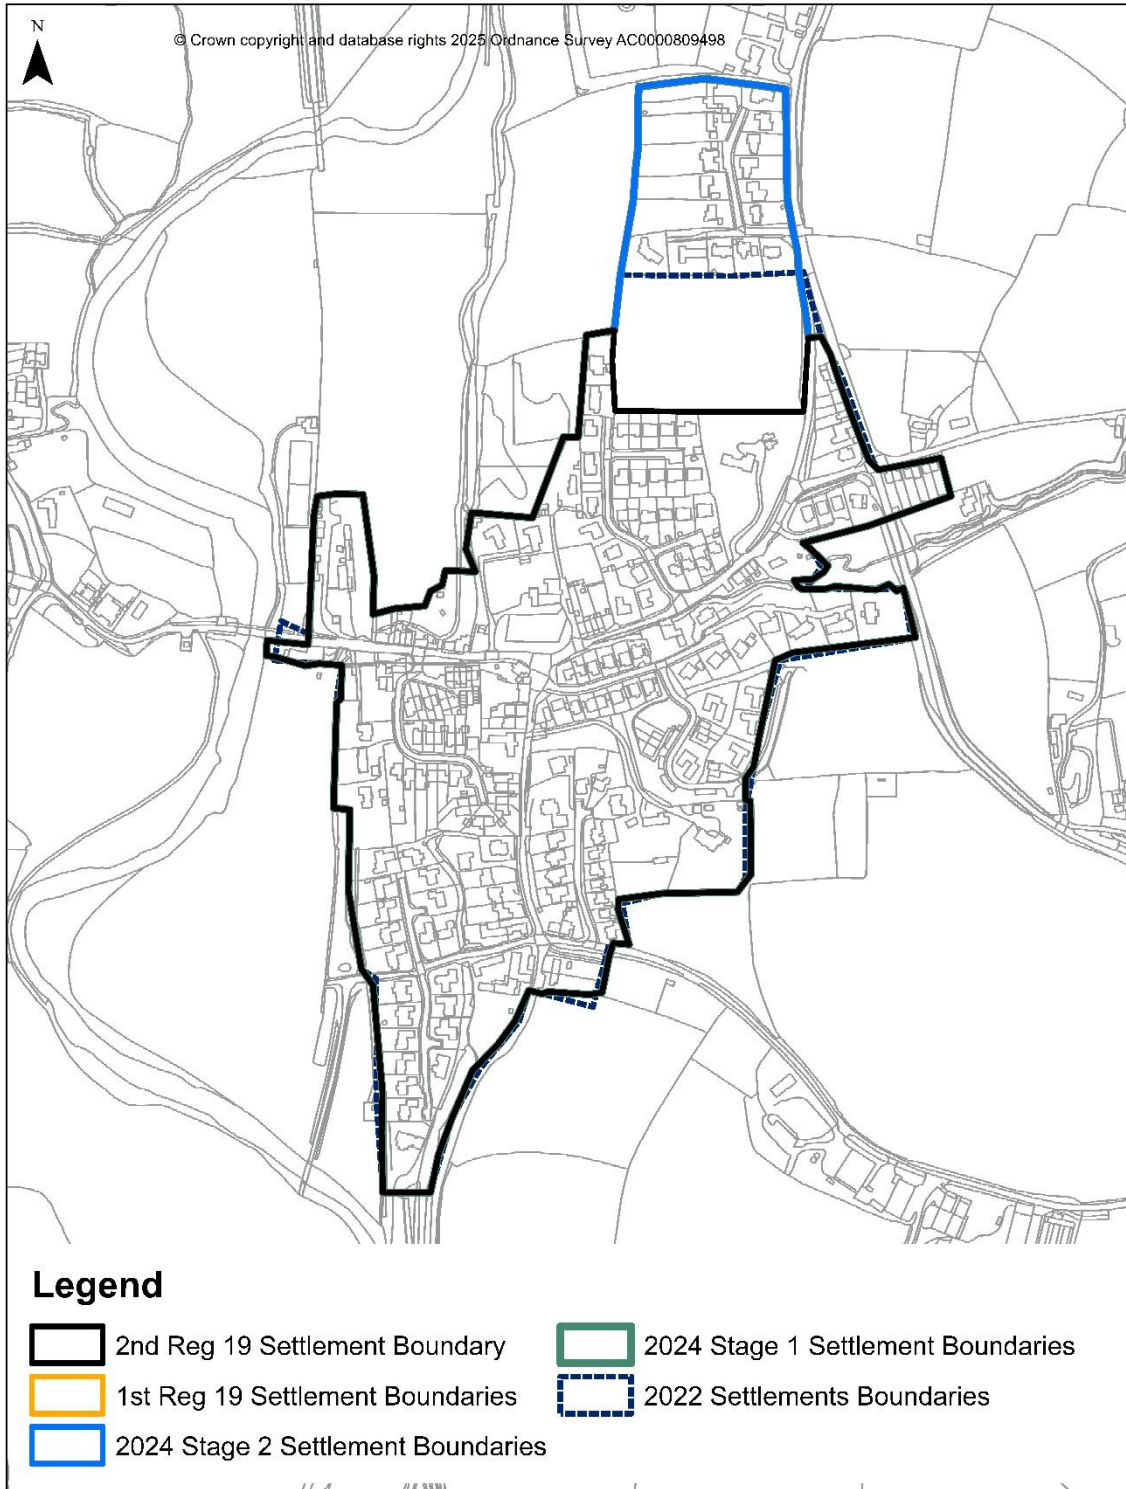 N
© Crown copyright and database rights 2025 Ordnance Survey AC0000809498
Legend
2nd Reg 19 Settlement Boundary
1st Reg 19 Settlement Boundaries
2024 Stage 2 Settlement Boundaries
2024 Stage 1 Settlement Boundaries
2022 Settlements Boundaries